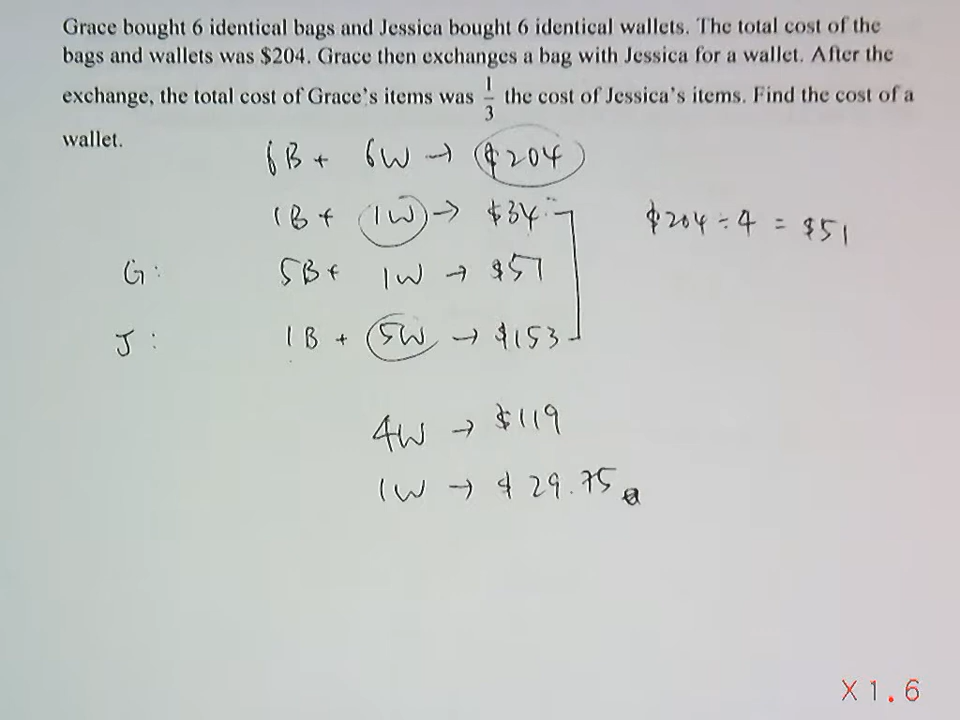 Grace bought 6 identical bags and Jessica bought 6 identical wallets. The total cost of the
bags and wallets was $204. Grace then exchanges a bag with Jessica for a wallet. After the
exchange, the total cost of Grace's items was 1/3 the cost of Jessica's items. Find the cost of a
wallet.
6B + 6W → $204
1B + 1W → $34
$204 ÷ 4 = $51
G: 5B + 1W → $51
J: 1B + 5W → $153
4W → $119
1W → $29.75
X1.6